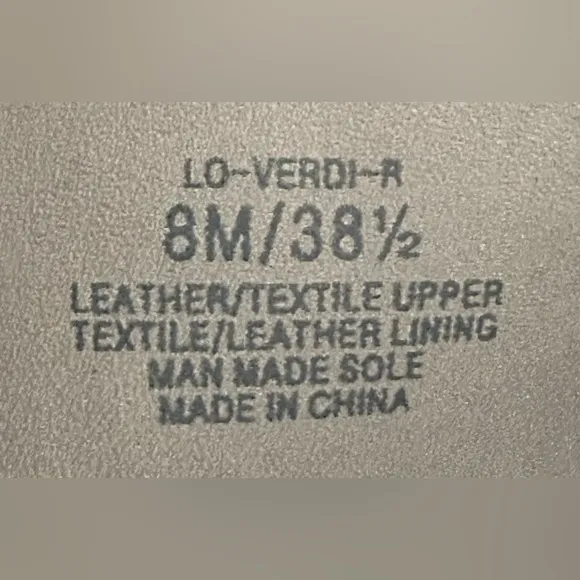 LO-VERDI-R
8M/38½
LEATHER/TEXTILE UPPER
TEXTILE/LEATHER LINING
MAN MADE SOLE
MADE IN CHINA